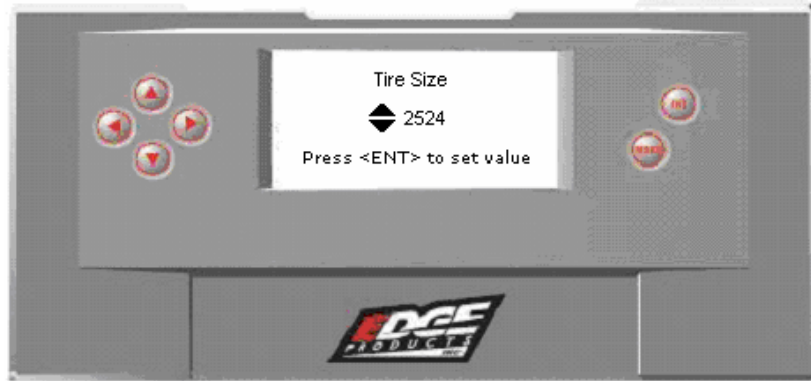 Tire Size
2524
Press <ENT> to set value
EDGE
PRODUCTS